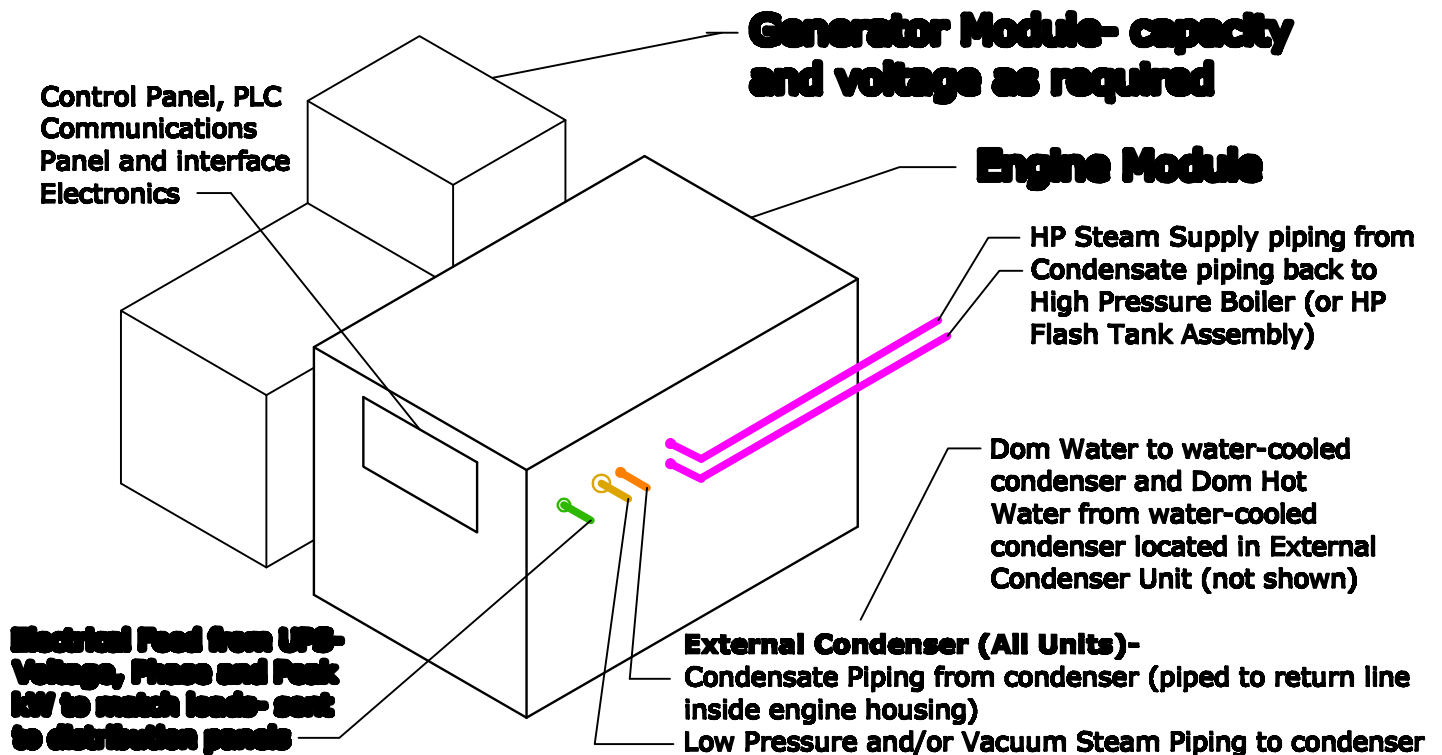 Generator Module- capacity
and voltage as required
Control Panel, PLC
Communications
Panel and interface
Electronics
Engine Module
HP Steam Supply piping from
Condensate piping back to
High Pressure Boiler (or HP
Flash Tank Assembly)
Dom Water to water-cooled
condenser and Dom Hot
Water from water-cooled
condenser located in External
Condenser Unit (not shown)
Electrical Feed from UPS-
Voltage, Phase and Peak
kW to match loads- sent
to distribution panels
External Condenser (All Units)-
Condensate Piping from condenser (piped to return line
inside engine housing)
Low Pressure and/or Vacuum Steam Piping to condenser